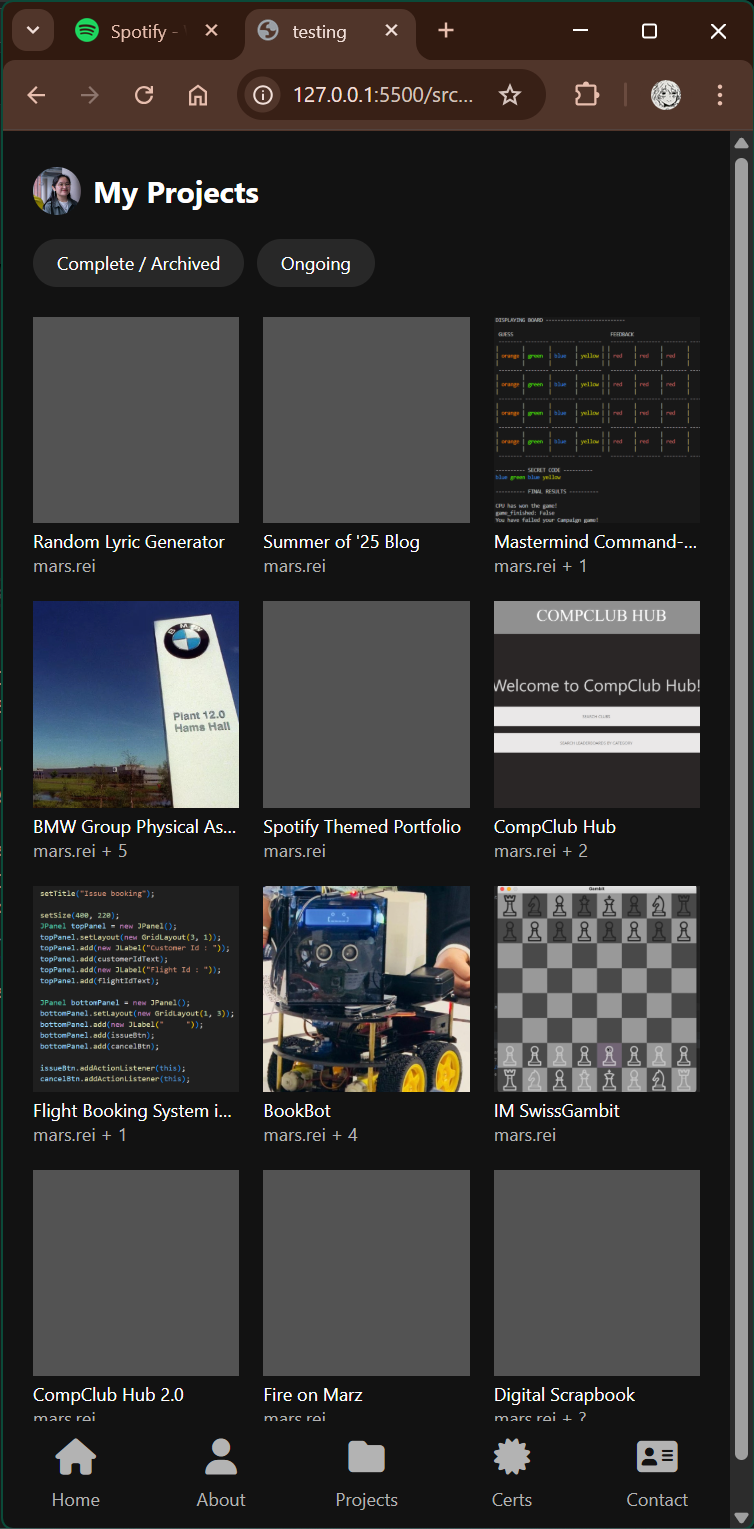 Spotify -
testing
127.0.0.1:5500/src...
My Projects
Complete / Archived
Ongoing
DISPLAYING BOARD
GUESS FEEDBACK
| orange | green | blue | yellow | | red | red | red |
| orange | green | blue | yellow | | red | red | red |
| orange | green | blue | yellow | | red | red | red |
| orange | green | blue | yellow | | red | red | red |
---------- SECRET CODE ----------
blue green blue yellow
---------- FINAL RESULTS ----------
CPU has won the game!
game_finished: False
You have failed your Campaign game!
Random Lyric Generator
mars.rei
Summer of '25 Blog
mars.rei
Mastermind Command-...
mars.rei + 1
BMW
Plant 12.0
Hams Hall
COMPCLUB HUB
Welcome to CompClub Hub!
SEARCH CLUBS
SEARCH LEADERBOARDS BY CATEGORY
BMW Group Physical As...
mars.rei + 5
Spotify Themed Portfolio
mars.rei
CompClub Hub
mars.rei + 2
setTitle("Issue booking");
setSize(400, 220);
JPanel topPanel = new JPanel();
topPanel.setLayout(new GridLayout(3, 1));
topPanel.add(new JLabel("Customer Id : "));
topPanel.add(customerIdText);
topPanel.add(new JLabel("Flight Id : "));
topPanel.add(flightIdText);
JPanel bottomPanel = new JPanel();
bottomPanel.setLayout(new GridLayout(1, 3));
bottomPanel.add(new JLabel("     "));
bottomPanel.add(issueBtn);
bottomPanel.add(cancelBtn);
issueBtn.addActionListener(this);
cancelBtn.addActionListener(this);
Gambit
Flight Booking System i...
mars.rei + 1
BookBot
mars.rei + 4
IM SwissGambit
mars.rei
CompClub Hub 2.0
mars.rei
Fire on Marz
mars.rei
Digital Scrapbook
mars.rei + ?
Home
About
Projects
Certs
Contact